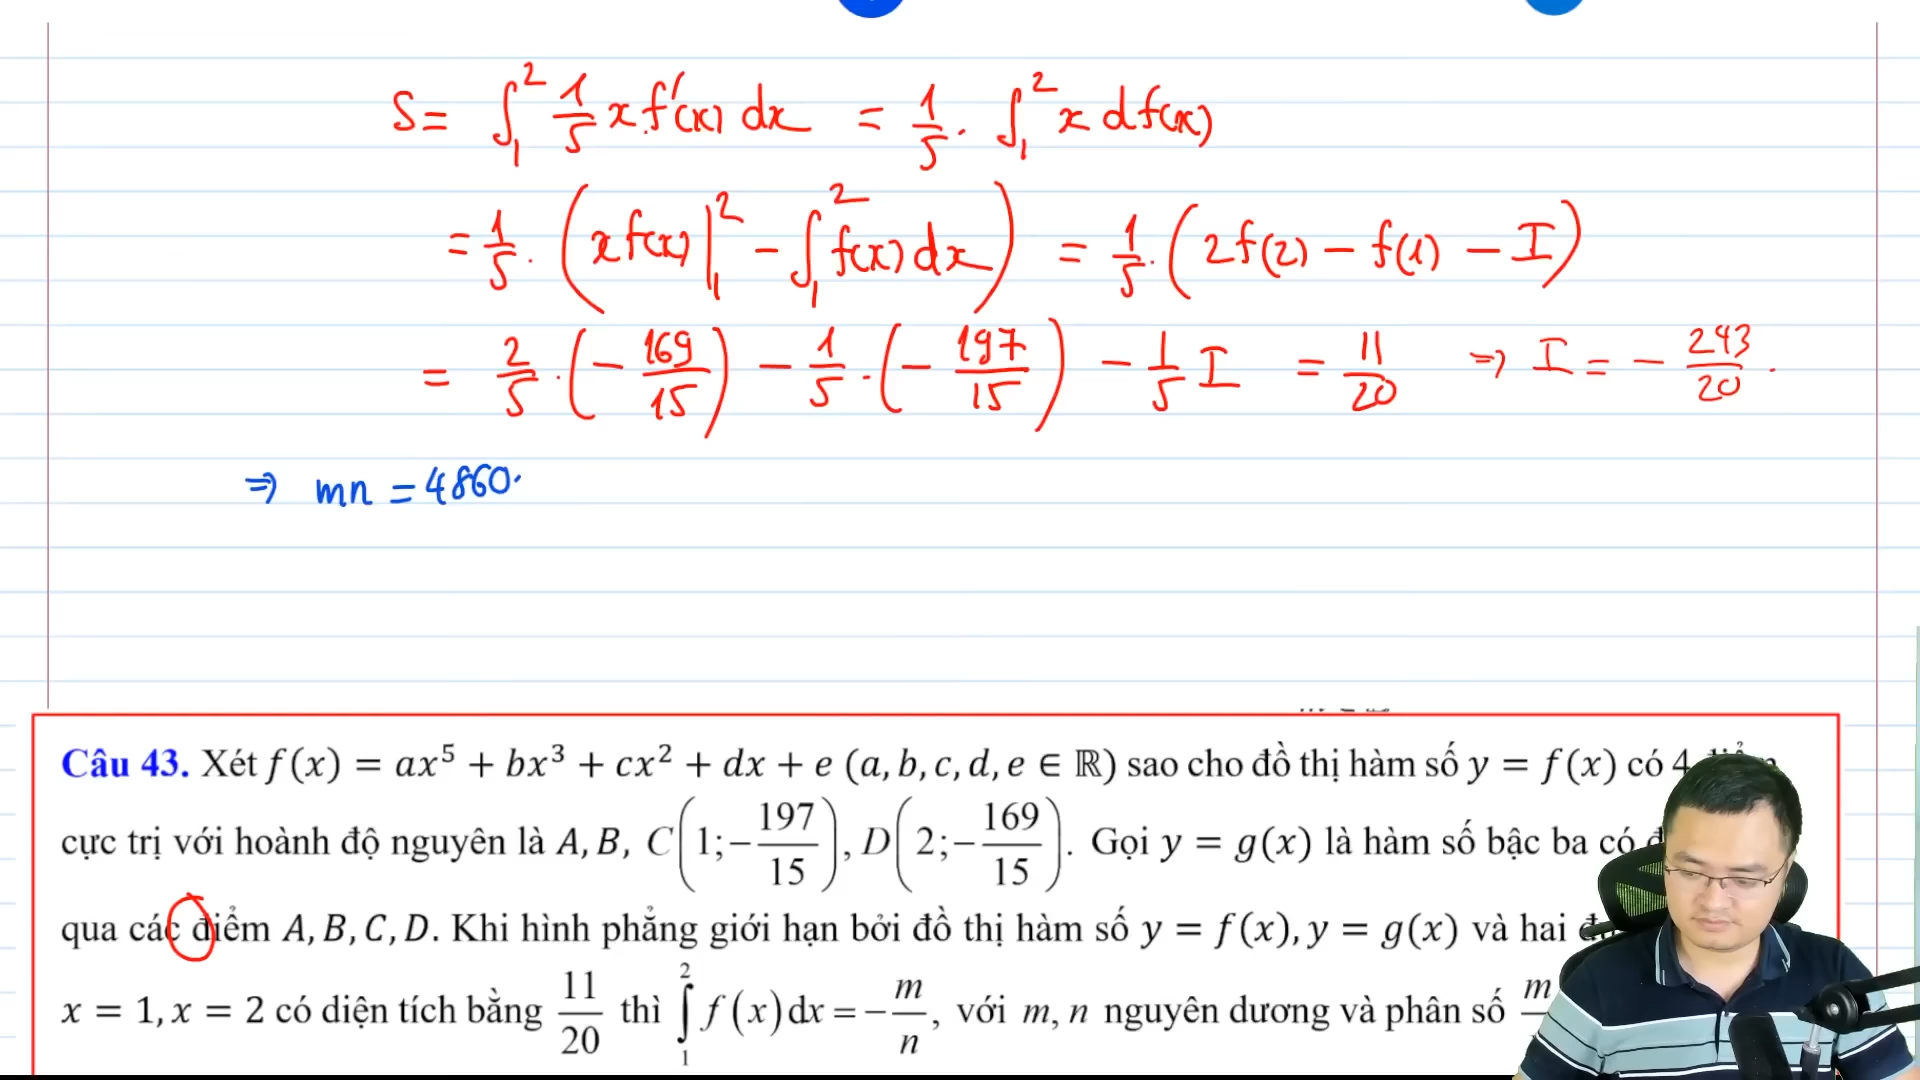 S = ∫₁² 1/5 x f'(x) dx = 1/5 . ∫₁² x df(x)
= 1/5 . (x f(x)|₁² − ∫₁² f(x) dx) = 1/5 . (2f(2) − f(1) − I)
= 2/5 . (− 169/15) − 1/5 . (− 197/15) − 1/5 I = 11/20 ⇒ I = − 243/20 .
⇒ mn = 4860.
Câu 43. Xét f(x) = ax⁵ + bx³ + cx² + dx + e (a, b, c, d, e ∈ ℝ) sao cho đồ thị hàm số y = f(x) có 4
cực trị với hoành độ nguyên là A, B, C(1; −197/15), D(2; −169/15). Gọi y = g(x) là hàm số bậc ba có
qua các điểm A, B, C, D. Khi hình phẳng giới hạn bởi đồ thị hàm số y = f(x), y = g(x) và hai
x = 1, x = 2 có diện tích bằng 11/20 thì ∫₁² f(x)dx = −m/n, với m, n nguyên dương và phân số m